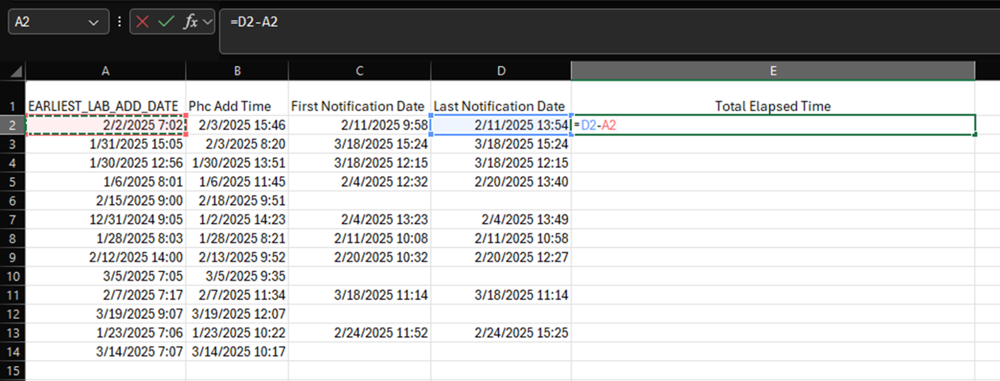 A2 fx =D2-A2
A B C D E
1 EARLIEST_LAB_ADD_DATE Phc Add Time First Notification Date Last Notification Date Total Elapsed Time
2 2/2/2025 7:02 2/3/2025 15:46 2/11/2025 9:58 2/11/2025 13:54 =D2-A2
3 1/31/2025 15:05 2/3/2025 8:20 3/18/2025 15:24 3/18/2025 15:24
4 1/30/2025 12:56 1/30/2025 13:51 3/18/2025 12:15 3/18/2025 12:15
5 1/6/2025 8:01 1/6/2025 11:45 2/4/2025 12:32 2/20/2025 13:40
6 2/15/2025 9:00 2/18/2025 9:51
7 12/31/2024 9:05 1/2/2025 14:23 2/4/2025 13:23 2/4/2025 13:49
8 1/28/2025 8:03 1/28/2025 8:21 2/11/2025 10:08 2/11/2025 10:58
9 2/12/2025 14:00 2/13/2025 9:52 2/20/2025 10:32 2/20/2025 12:27
10 3/5/2025 7:05 3/5/2025 9:35
11 2/7/2025 7:17 2/7/2025 11:34 3/18/2025 11:14 3/18/2025 11:14
12 3/19/2025 9:07 3/19/2025 12:07
13 1/23/2025 7:06 1/23/2025 10:22 2/24/2025 11:52 2/24/2025 15:25
14 3/14/2025 7:07 3/14/2025 10:17
15